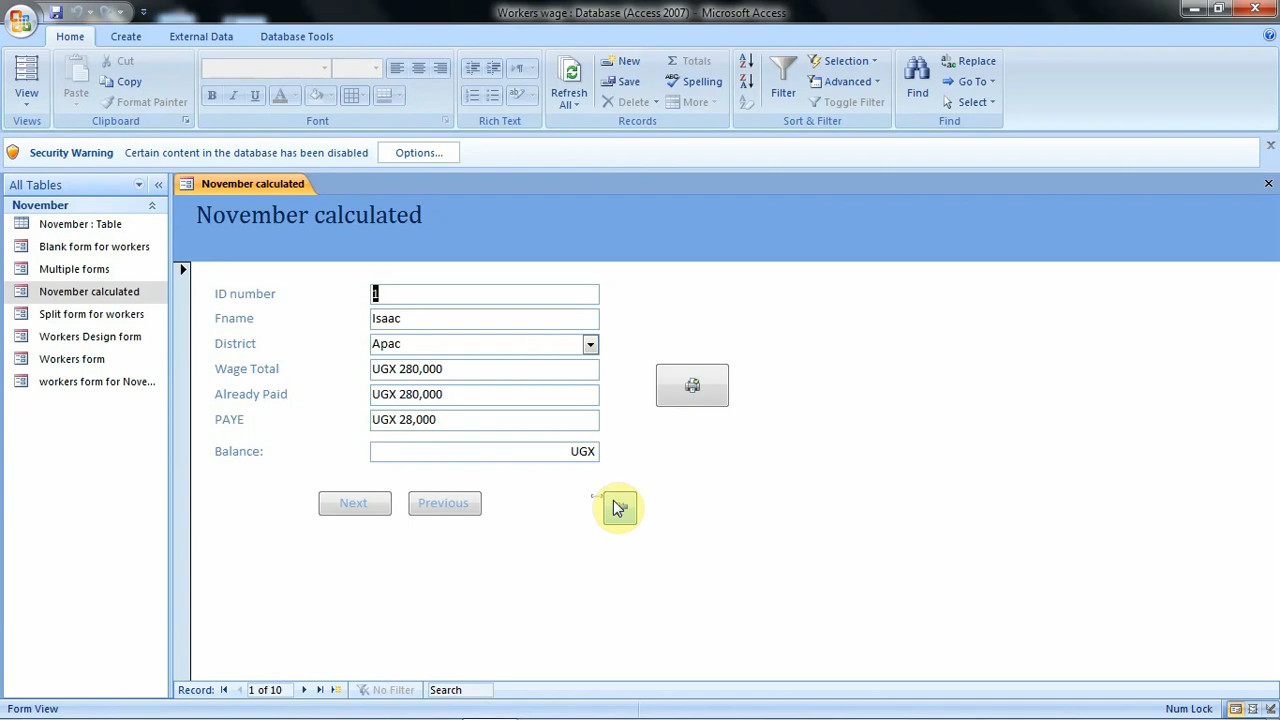 Workers wage : Database (Access 2007) - Microsoft Access
Home Create External Data Database Tools
View
Views
Paste
Cut
Copy
Format Painter
Clipboard
B I U A
Font
Rich Text
Refresh All
New Totals
Save Spelling
Delete More
Records
A Z
Z A
Filter
Selection
Advanced
Toggle Filter
Sort & Filter
Find
Replace
Go To
Select
Find
Security Warning Certain content in the database has been disabled Options...
All Tables «
November
November : Table
Blank form for workers
Multiple forms
November calculated
Split form for workers
Workers Design form
Workers form
workers form for Nove...
November calculated
November calculated
ID number 1
Fname Isaac
District Apac
Wage Total UGX 280,000
Already Paid UGX 280,000
PAYE UGX 28,000
Balance: UGX
Next Previous
Record: 1 of 10 No Filter Search
Form View Num Lock